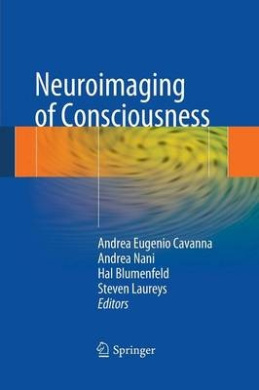 Neuroimaging
of Consciousness
Andrea Eugenio Cavanna
Andrea Nani
Hal Blumenfeld
Steven Laureys
Editors
Springer